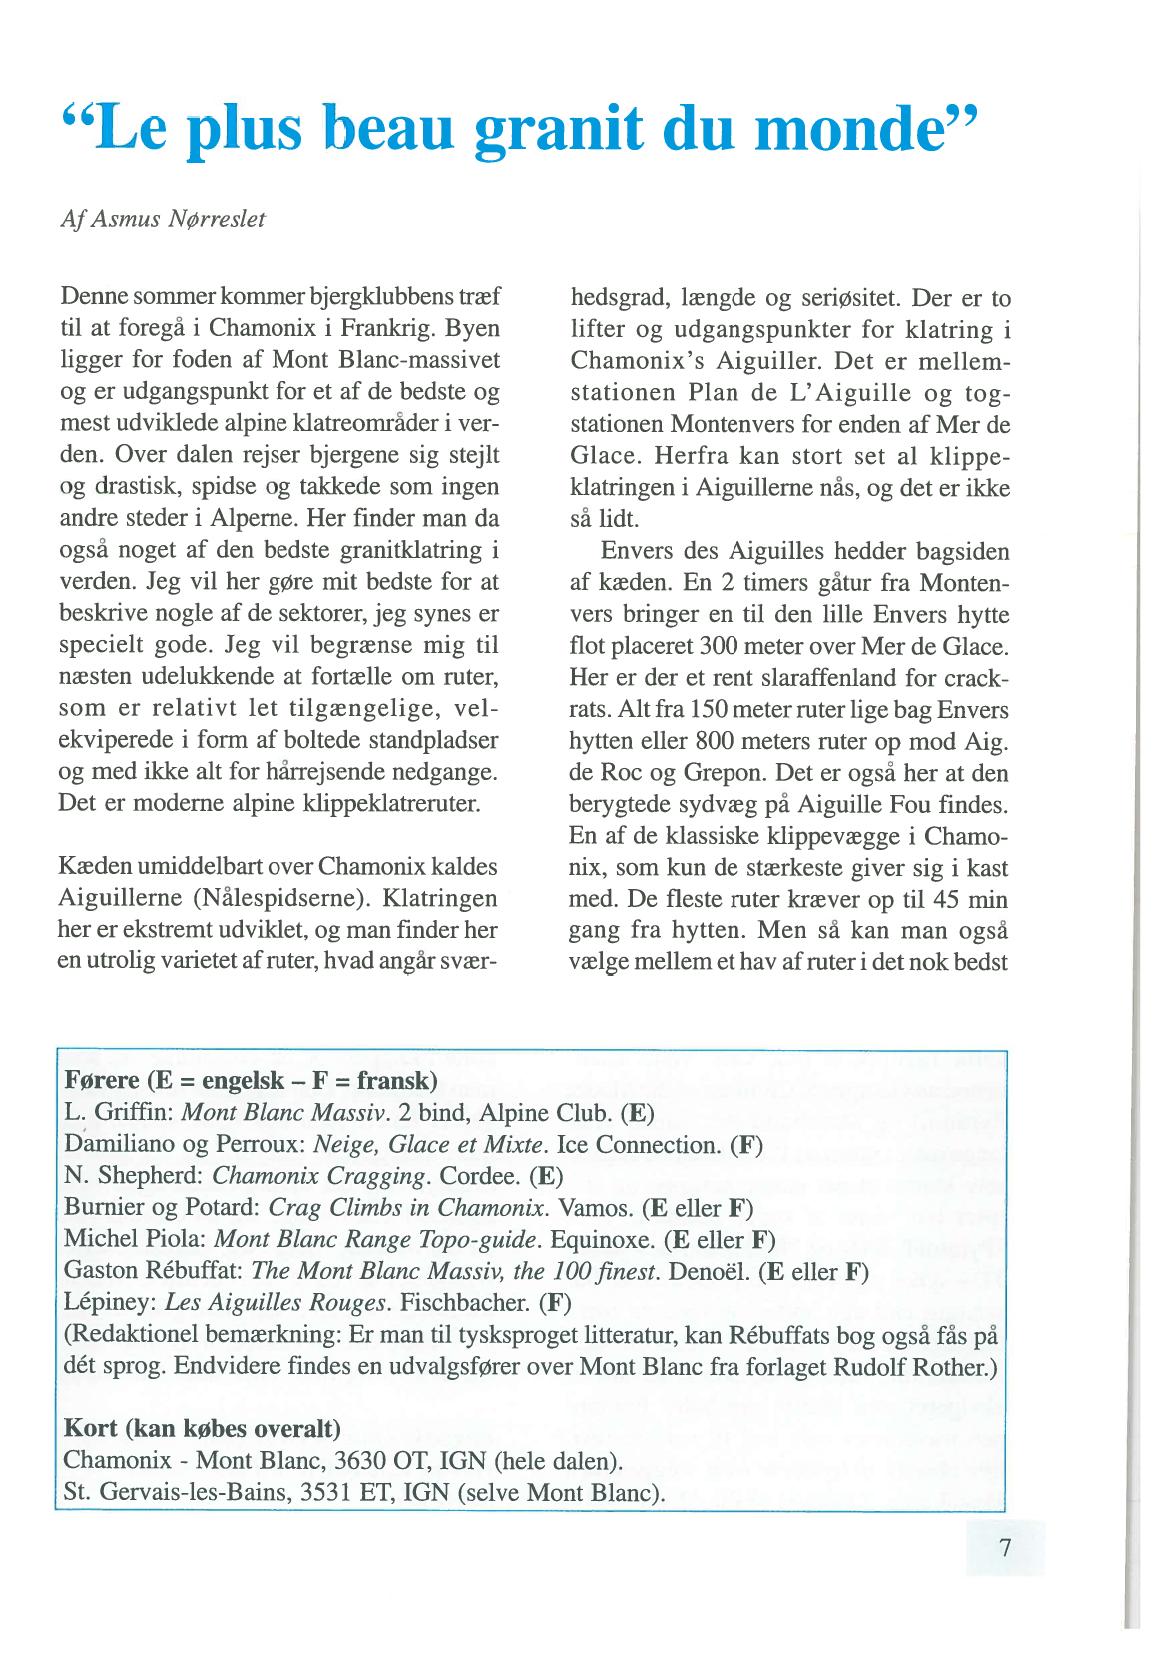 “Le plus beau granit du monde”
Af Asmus Nørreslet
Denne sommer kommer bjergklubbens træf
til at foregå i Chamonix i Frankrig. Byen
ligger for foden af Mont Blanc-massivet
og er udgangspunkt for et af de bedste og
mest udviklede alpine klatreområder i ver-
den. Over dalen rejser bjergene sig stejlt
og drastisk, spidse og takkede som ingen
andre steder i Alperne. Her finder man da
også noget af den bedste granitklatring i
verden. Jeg vil her gøre mit bedste for at
beskrive nogle af de sektorer, jeg synes er
specielt gode. Jeg vil begrænse mig til
næsten udelukkende at fortælle om ruter,
som er relativt let tilgængelige, vel-
ekviperede i form af boltede standpladser
og med ikke alt for hårrejsende nedgange.
Det er moderne alpine klippeklatreruter.
Kæden umiddelbart over Chamonix kaldes
Aiguillerne (Nålespidserne). Klatringen
her er ekstremt udviklet, og man finder her
en utrolig varietet af ruter, hvad angår svær-
hedsgrad, længde og seriøsitet. Der er to
lifter og udgangspunkter for klatring i
Chamonix’s Aiguiller. Det er mellem-
stationen Plan de L’Aiguille og tog-
stationen Montenvers for enden af Mer de
Glace. Herfra kan stort set al klippe-
klatringen i Aiguillerne nås, og det er ikke
så lidt.
Envers des Aiguilles hedder bagsiden
af kæden. En 2 timers gåtur fra Monten-
vers bringer en til den lille Envers hytte
flot placeret 300 meter over Mer de Glace.
Her er der et rent slaraffenland for crack-
rats. Alt fra 150 meter ruter lige bag Envers
hytten eller 800 meters ruter op mod Aig.
de Roc og Grepon. Det er også her at den
berygtede sydvæg på Aiguille Fou findes.
En af de klassiske klippevægge i Chamo-
nix, som kun de stærkeste giver sig i kast
med. De fleste ruter kræver op til 45 min
gang fra hytten. Men så kan man også
vælge mellem et hav af ruter i det nok bedst
Førere (E = engelsk – F = fransk)
L. Griffin: Mont Blanc Massiv. 2 bind, Alpine Club. (E)
Damiliano og Perroux: Neige, Glace et Mixte. Ice Connection. (F)
N. Shepherd: Chamonix Cragging. Cordee. (E)
Burnier og Potard: Crag Climbs in Chamonix. Vamos. (E eller F)
Michel Piola: Mont Blanc Range Topo-guide. Equinoxe. (E eller F)
Gaston Rébuffat: The Mont Blanc Massiv, the 100 finest. Denoël. (E eller F)
Lépiney: Les Aiguilles Rouges. Fischbacher. (F)
(Redaktionel bemærkning: Er man til tysksproget litteratur, kan Rébuffats bog også fås på
dét sprog. Endvidere findes en udvalgsfører over Mont Blanc fra forlaget Rudolf Rother.)
Kort (kan købes overalt)
Chamonix - Mont Blanc, 3630 OT, IGN (hele dalen).
St. Gervais-les-Bains, 3531 ET, IGN (selve Mont Blanc).
7